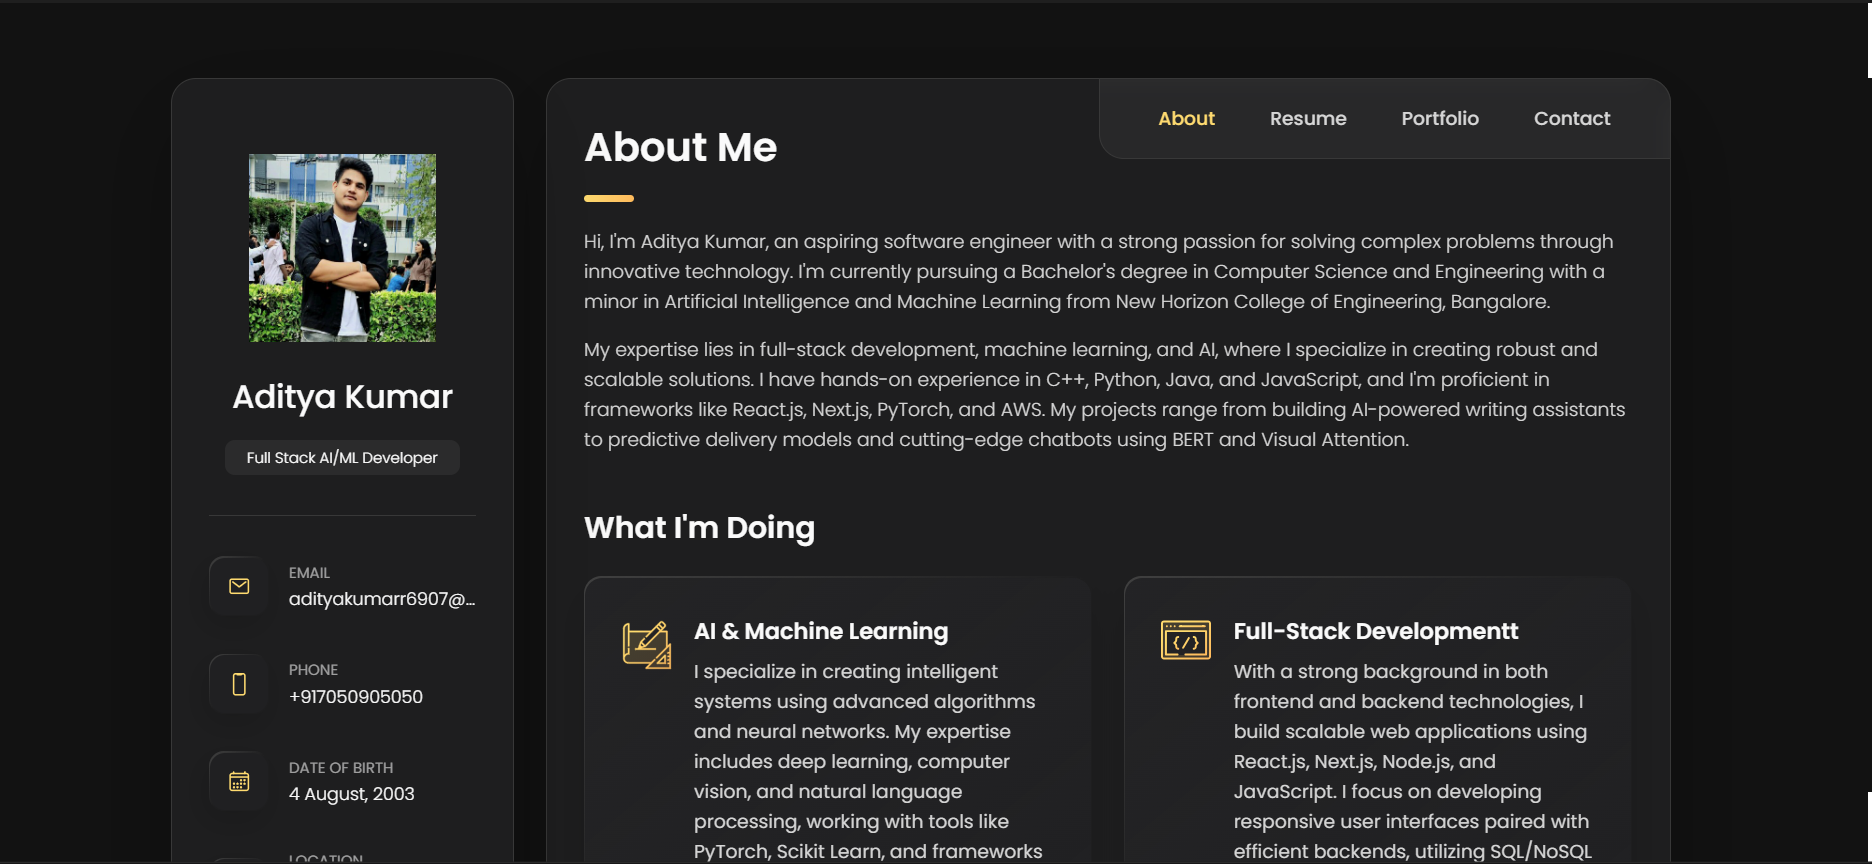 Aditya Kumar
Full Stack AI/ML Developer
EMAIL
adityakumarr6907@...
PHONE
+917050905050
DATE OF BIRTH
4 August, 2003
LOCATION
About
Resume
Portfolio
Contact
About Me
Hi, I'm Aditya Kumar, an aspiring software engineer with a strong passion for solving complex problems through
innovative technology. I'm currently pursuing a Bachelor's degree in Computer Science and Engineering with a
minor in Artificial Intelligence and Machine Learning from New Horizon College of Engineering, Bangalore.
My expertise lies in full-stack development, machine learning, and AI, where I specialize in creating robust and
scalable solutions. I have hands-on experience in C++, Python, Java, and JavaScript, and I'm proficient in
frameworks like React.js, Next.js, PyTorch, and AWS. My projects range from building AI-powered writing assistants
to predictive delivery models and cutting-edge chatbots using BERT and Visual Attention.
What I'm Doing
AI & Machine Learning
I specialize in creating intelligent
systems using advanced algorithms
and neural networks. My expertise
includes deep learning, computer
vision, and natural language
processing, working with tools like
PyTorch, Scikit Learn, and frameworks
Full-Stack Developmentt
With a strong background in both
frontend and backend technologies, I
build scalable web applications using
React.js, Next.js, Node.js, and
JavaScript. I focus on developing
responsive user interfaces paired with
efficient backends, utilizing SQL/NoSQL